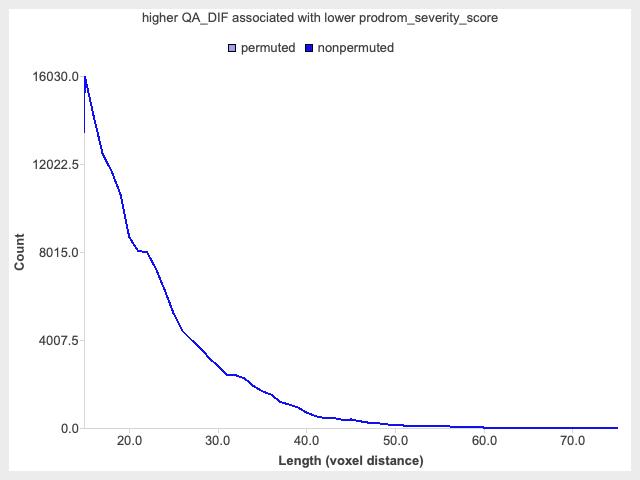 higher QA_DIF associated with lower prodrom_severity_score
permuted nonpermuted
16030.0
12022.5
8015.0
4007.5
0.0
Count
20.0 30.0 40.0 50.0 60.0 70.0
Length (voxel distance)